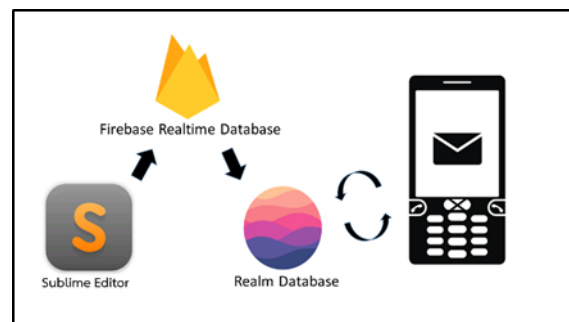 Firebase Realtime Database
S
Sublime Editor
Realm Database